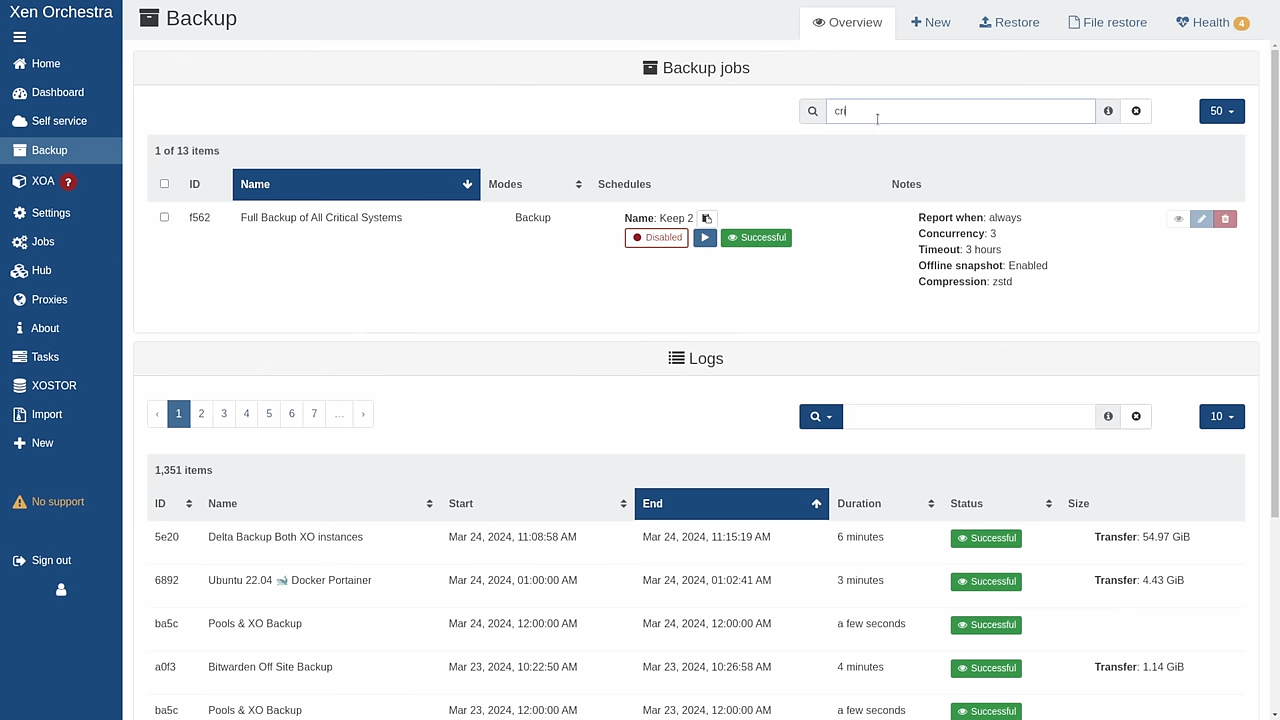 Xen Orchestra
Home
Dashboard
Self service
Backup
XOA ?
Settings
Jobs
Hub
Proxies
About
Tasks
XOSTOR
Import
New
No support
Sign out
Backup
Overview
New
Restore
File restore
Health 4
Backup jobs
cri
50
1 of 13 items
ID Name Modes Schedules Notes
f562 Full Backup of All Critical Systems Backup Name: Keep 2 Report when: always
Disabled Successful Concurrency: 3
Timeout: 3 hours
Offline snapshot: Enabled
Compression: zstd
Logs
‹ 1 2 3 4 5 6 7 … ›
10
1,351 items
ID Name Start End Duration Status Size
5e20 Delta Backup Both XO instances Mar 24, 2024, 11:08:58 AM Mar 24, 2024, 11:15:19 AM 6 minutes Successful Transfer: 54.97 GiB
6892 Ubuntu 22.04 🐋 Docker Portainer Mar 24, 2024, 01:00:00 AM Mar 24, 2024, 01:02:41 AM 3 minutes Successful Transfer: 4.43 GiB
ba5c Pools & XO Backup Mar 24, 2024, 12:00:00 AM Mar 24, 2024, 12:00:00 AM a few seconds Successful
a0f3 Bitwarden Off Site Backup Mar 23, 2024, 10:22:50 AM Mar 23, 2024, 10:26:58 AM 4 minutes Successful Transfer: 1.14 GiB
ba5c Pools & XO Backup Mar 23, 2024, 12:00:00 AM Mar 23, 2024, 12:00:00 AM a few seconds Successful